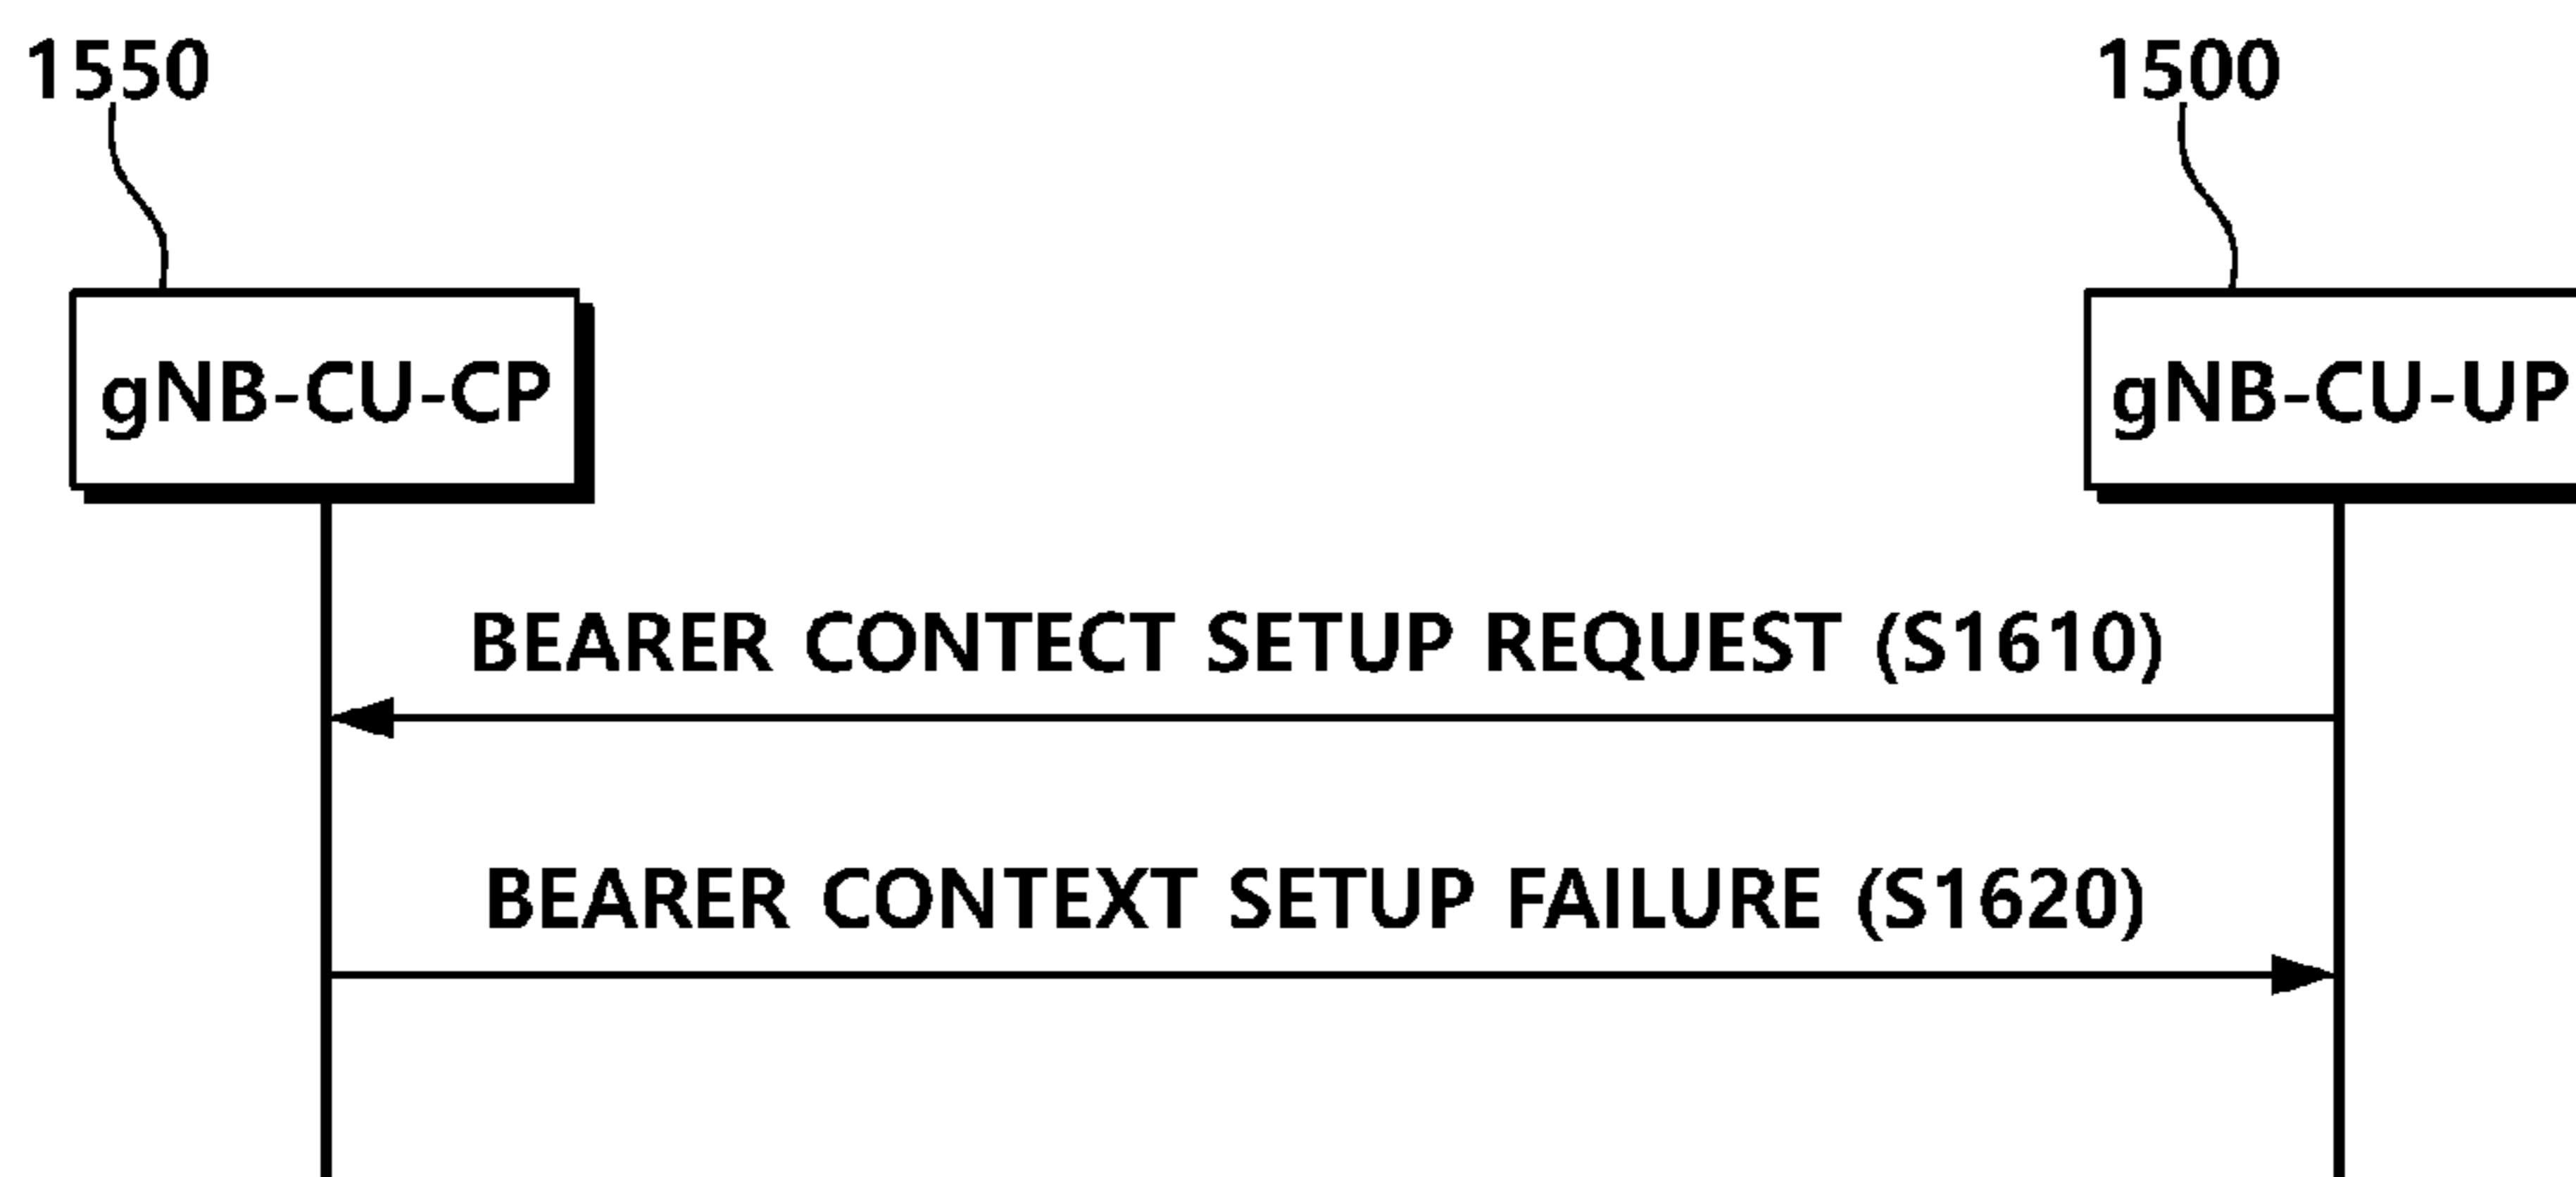 1550 1500
gNB-CU-CP gNB-CU-UP
BEARER CONTECT SETUP REQUEST (S1610)
BEARER CONTEXT SETUP FAILURE (S1620)